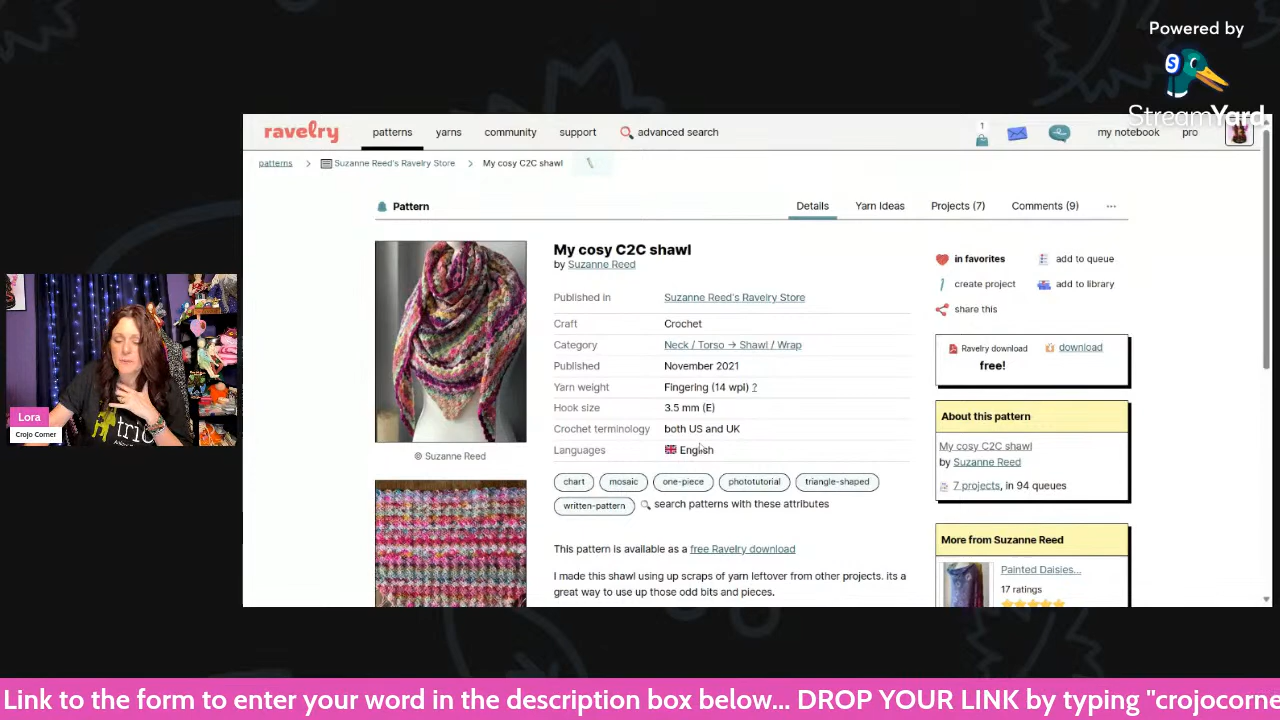 Powered by
StreamYard
ravelry
patterns yarns community support advanced search 1 my notebook pro
patterns > Suzanne Reed's Ravelry Store > My cosy C2C shawl
Pattern Details Yarn Ideas Projects (7) Comments (9) ...
My cosy C2C shawl
by Suzanne Reed
Published in Suzanne Reed's Ravelry Store
Craft Crochet
Category Neck / Torso → Shawl / Wrap
Published November 2021
Yarn weight Fingering (14 wpi) ?
Hook size 3.5 mm (E)
Crochet terminology both US and UK
Languages English
© Suzanne Reed
chart mosaic one-piece phototutorial triangle-shaped
written-pattern search patterns with these attributes
This pattern is available as a free Ravelry download
I made this shawl using up scraps of yarn leftover from other projects. its a
great way to use up those odd bits and pieces.
in favorites add to queue
create project add to library
share this
Ravelry download download
free!
About this pattern
My cosy C2C shawl
by Suzanne Reed
7 projects, in 94 queues
More from Suzanne Reed
Painted Daisies...
17 ratings
Lora
Crojo Corner
trio
Link to the form to enter your word in the description box below... DROP YOUR LINK by typing "crojocorne